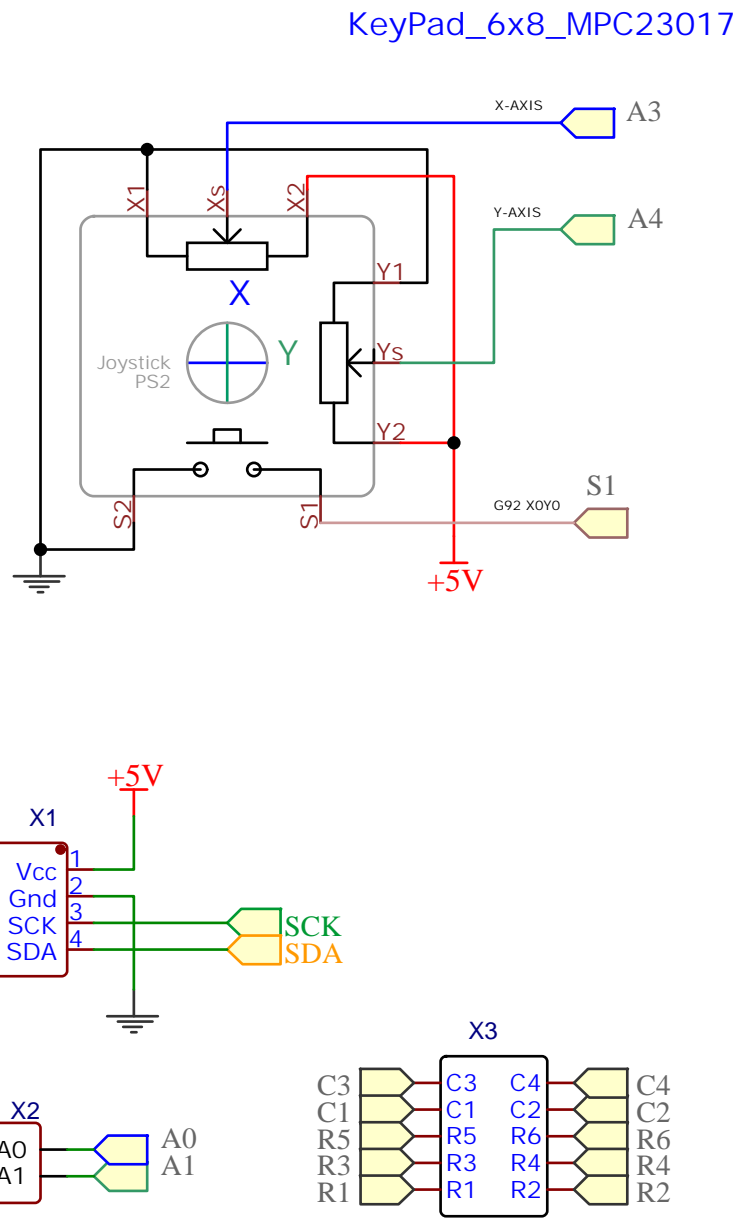 KeyPad_6x8_MPC23017
X-AXIS A3
X1 Xs X2
Y-AXIS A4
Y1
X
Joystick
PS2
Y
Ys
Y2
S2 S1
G92 X0Y0 S1
+5V
+5V
X1
Vcc 1
Gnd 2
SCK 3 SCK
SDA 4 SDA
X3
C3 C3 C4 C4
C1 C1 C2 C2
R5 R5 R6 R6
R3 R3 R4 R4
R1 R1 R2 R2
X2
A0 A0
A1 A1